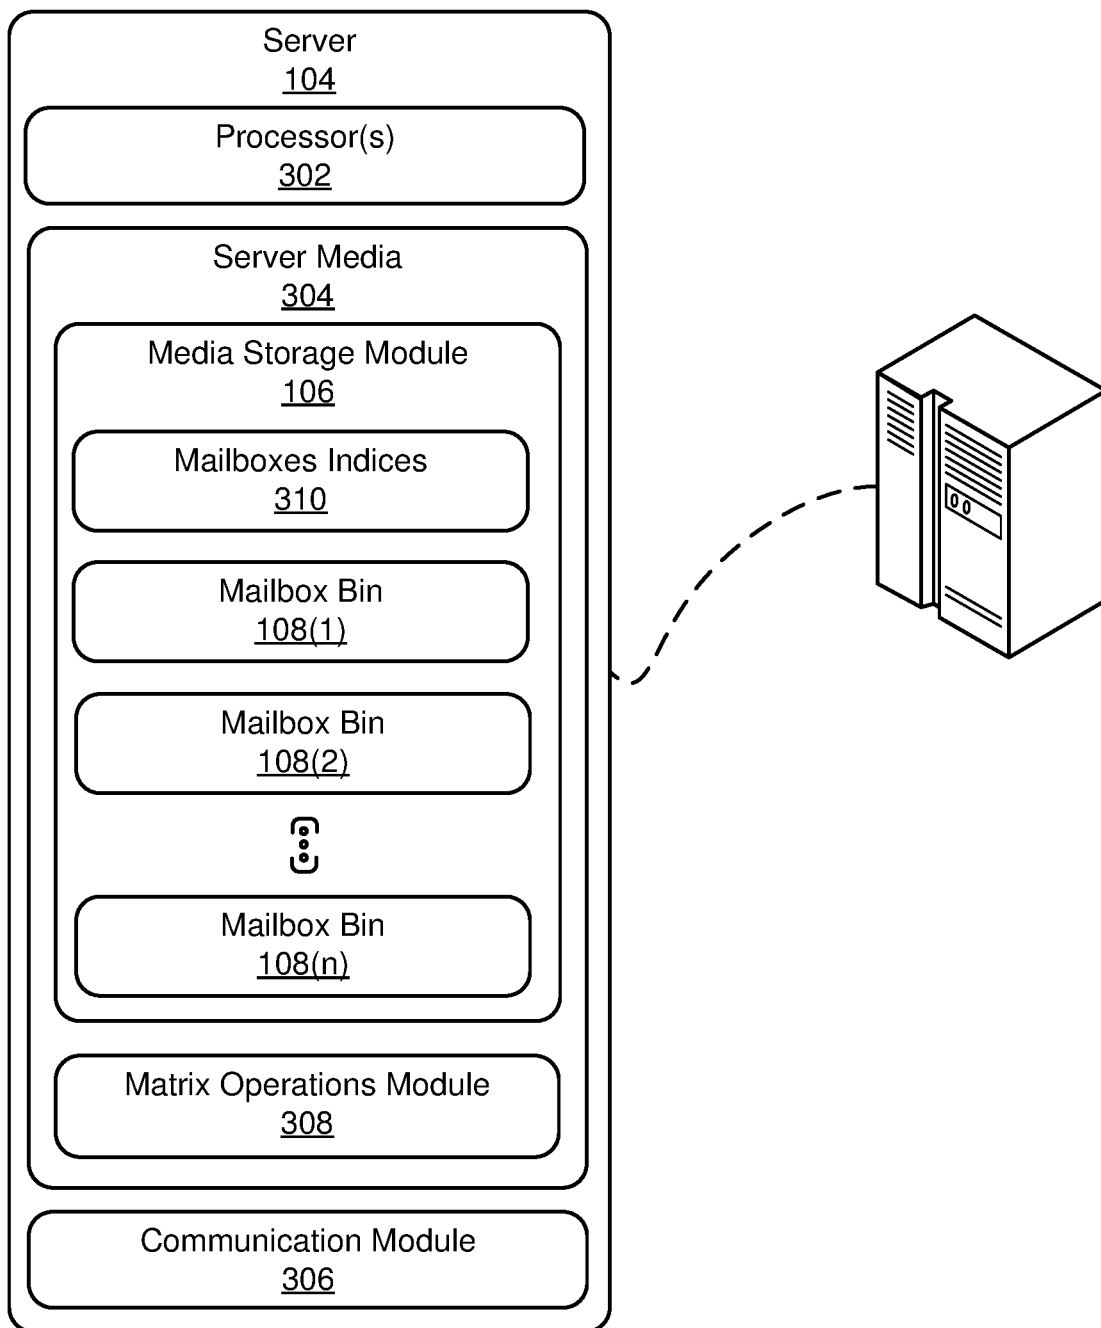 Server
104
Processor(s)
302
Server Media
304
Media Storage Module
106
Mailboxes Indices
310
Mailbox Bin
108(1)
Mailbox Bin
108(2)
Mailbox Bin
108(n)
Matrix Operations Module
308
Communication Module
306